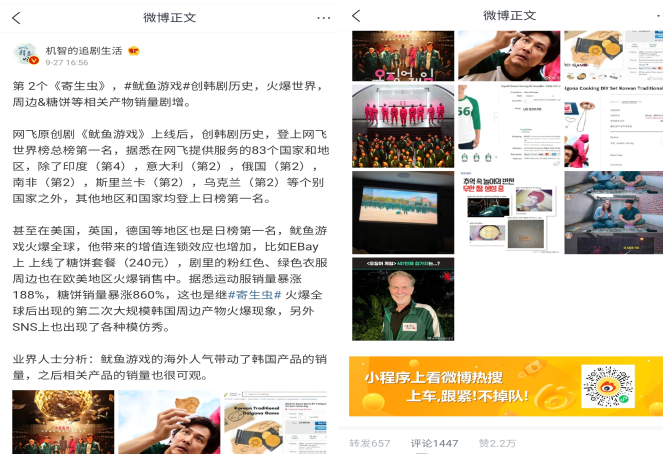 微博正文
机智的追剧生活
9-27 16:56
第 2个《寄生虫》，#鱿鱼游戏#创韩剧历史，火爆世界，
周边&糖饼等相关产物销量剧增。
网飞原创剧《鱿鱼游戏》上线后，创韩剧历史，登上网飞
世界榜总榜第一名，据悉在网飞提供服务的83个国家和地
区，除了印度（第4），意大利（第2），俄国（第2），
南非（第2），斯里兰卡（第2），乌克兰（第2）等个别
国家之外，其他地区和国家均登上日榜第一名。
甚至在美国，英国，德国等地区也是日榜第一名，鱿鱼游
戏火爆全球，他带来的增值连锁效应也增加，比如EBay
上 上线了糖饼套餐（240元），剧里的粉红色、绿色衣服
周边也在欧美地区火爆销售中。据悉运动服销量暴涨
188%，糖饼销量暴涨860%，这也是继#寄生虫# 火爆全
球后出现的第二次大规模韩国周边产物火爆现象，另外
SNS上也出现了各种模仿秀。
业界人士分析：鱿鱼游戏的海外人气带动了韩国产品的销
量，之后相关产品的销量也很可观。
Korean Traditional
Dalgona Game
微博正文
오징어게임
추억 속 놀이의 반전
小程序上看微博热搜
上车,跟紧!不掉队!
转发657
评论1447
赞2.2万